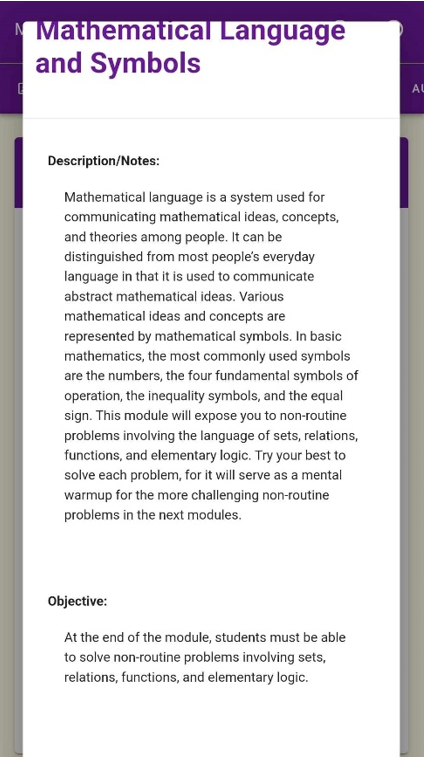 Mathematical Language
and Symbols
Description/Notes:
Mathematical language is a system used for
communicating mathematical ideas, concepts,
and theories among people. It can be
distinguished from most people's everyday
language in that it is used to communicate
abstract mathematical ideas. Various
mathematical ideas and concepts are
represented by mathematical symbols. In basic
mathematics, the most commonly used symbols
are the numbers, the four fundamental symbols of
operation, the inequality symbols, and the equal
sign. This module will expose you to non-routine
problems involving the language of sets, relations,
functions, and elementary logic. Try your best to
solve each problem, for it will serve as a mental
warmup for the more challenging non-routine
problems in the next modules.
Objective:
At the end of the module, students must be able
to solve non-routine problems involving sets,
relations, functions, and elementary logic.